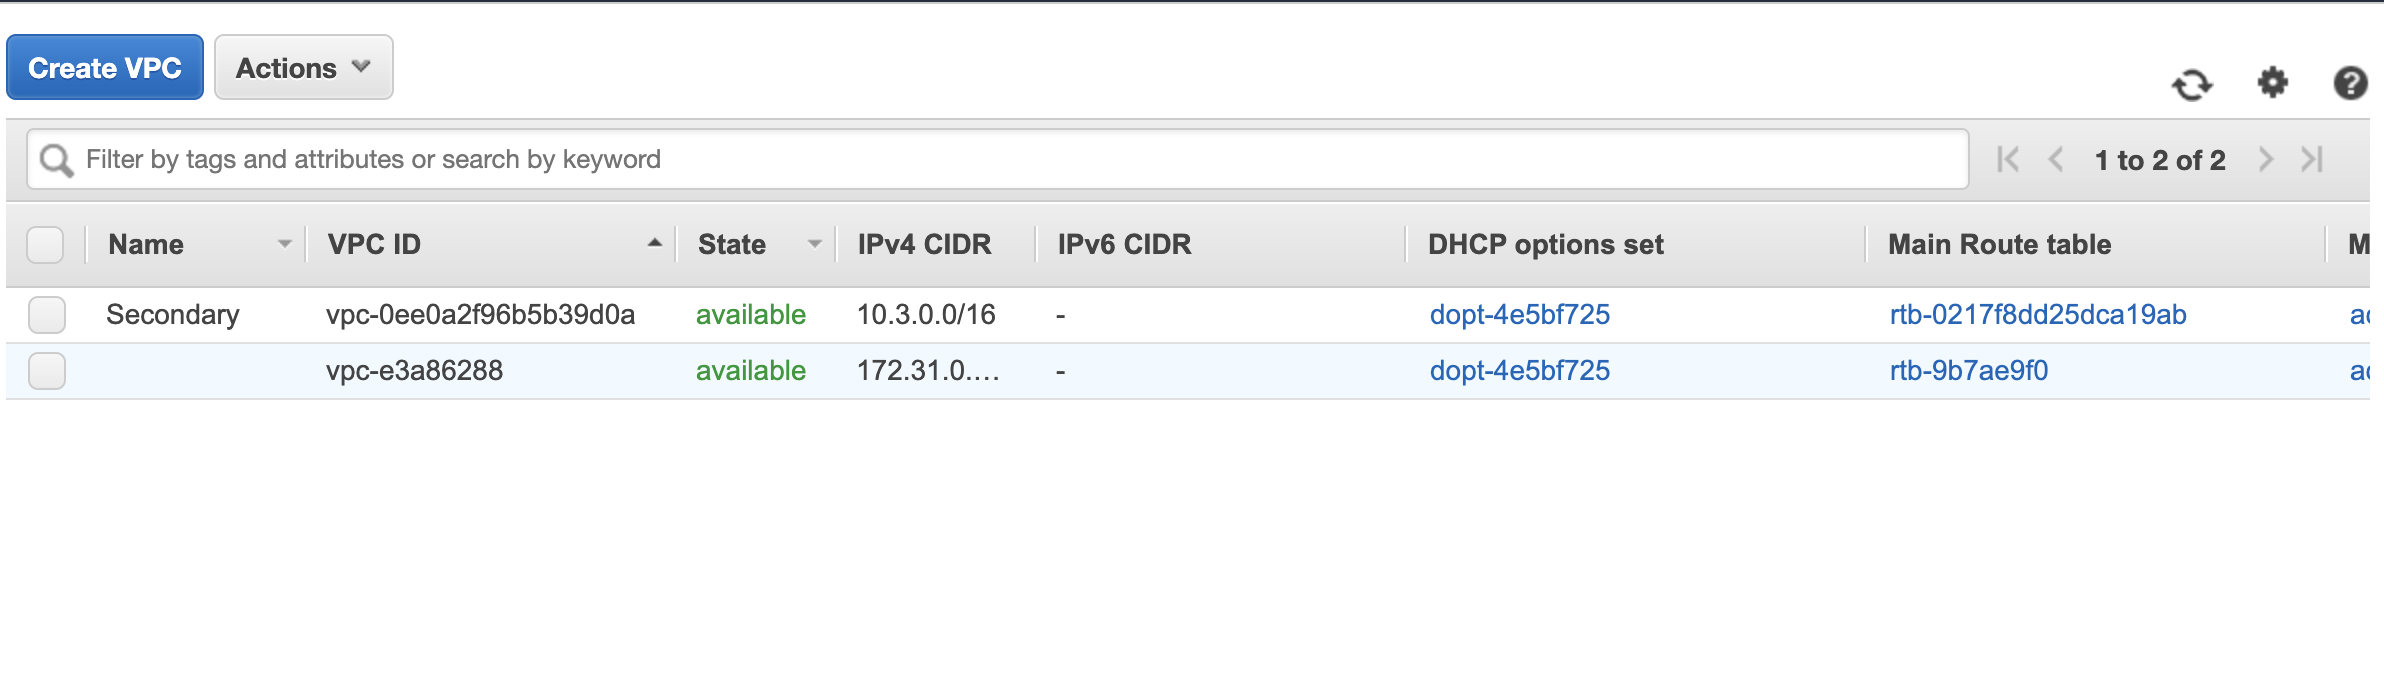 Create VPC Actions
Filter by tags and attributes or search by keyword 1 to 2 of 2
Name VPC ID State IPv4 CIDR IPv6 CIDR DHCP options set Main Route table M
Secondary vpc-0ee0a2f96b5b39d0a available 10.3.0.0/16 - dopt-4e5bf725 rtb-0217f8dd25dca19ab
vpc-e3a86288 available 172.31.0.… - dopt-4e5bf725 rtb-9b7ae9f0